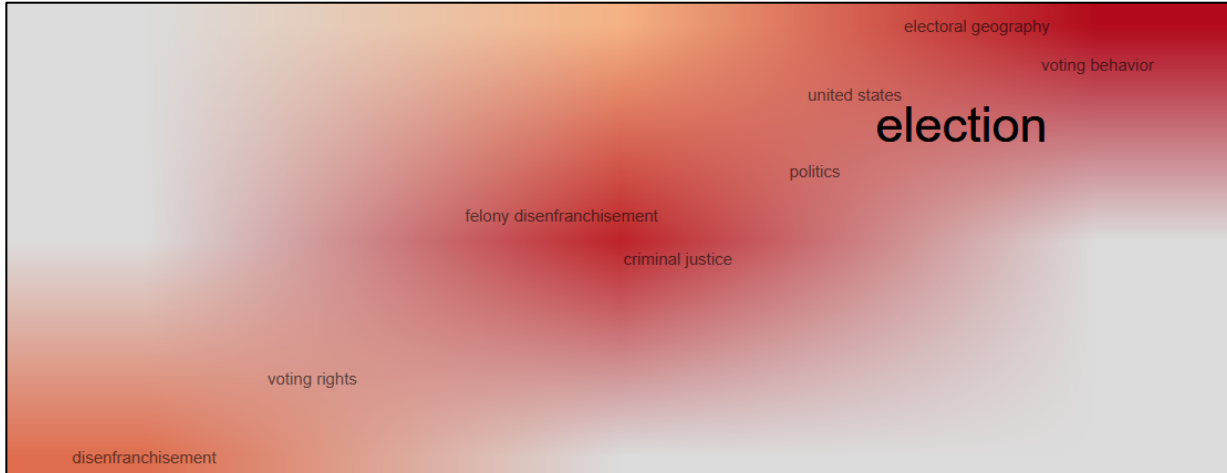 electoral geography
voting behavior
united states
election
politics
felony disenfranchisement
criminal justice
voting rights
disenfranchisement